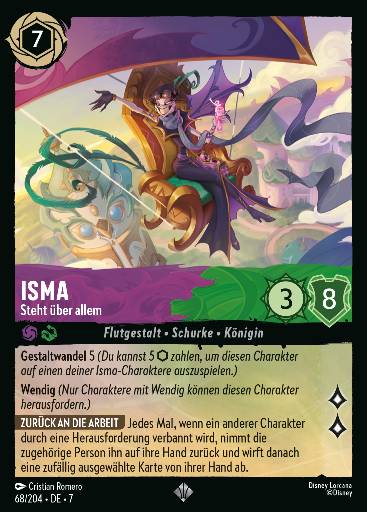 7
ISMA
Steht über allem
3
8
Flutgestalt • Schurke • Königin
Gestaltwandel 5 (Du kannst 5 ⬡ zahlen, um diesen Charakter
auf einen deiner Isma-Charaktere
auszuspielen.)
Wendig (Nur Charaktere mit Wendig können diesen Charakter
herausfordern.)
ZURÜCK AN DIE ARBEIT Jedes Mal, wenn ein anderer Charakter
durch eine Herausforderung verbannt wird, nimmt die
zugehörige Person ihn auf ihre Hand zurück und wirft danach
eine zufällig ausgewählte Karte von ihrer Hand ab.
Cristian Romero
68/204 • DE • 7
Disney Lorcana
©Disney